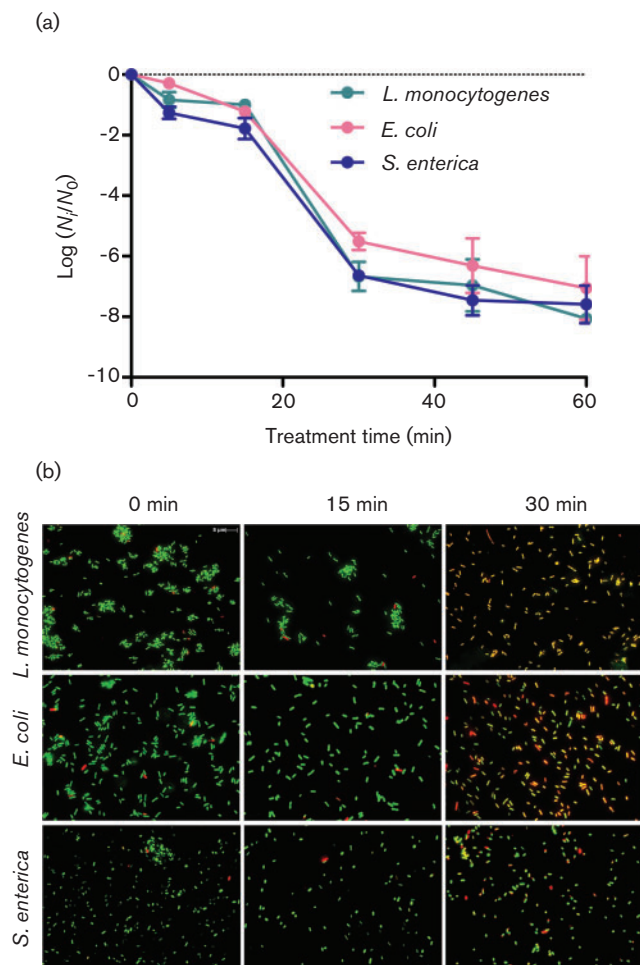 (a)
0
-2
-4
-6
-8
-10
Log (Ni/N0)
L. monocytogenes
E. coli
S. enterica
0 20 40 60
Treatment time (min)
(b)
0 min 15 min 30 min
L. monocytogenes
E. coli
S. enterica